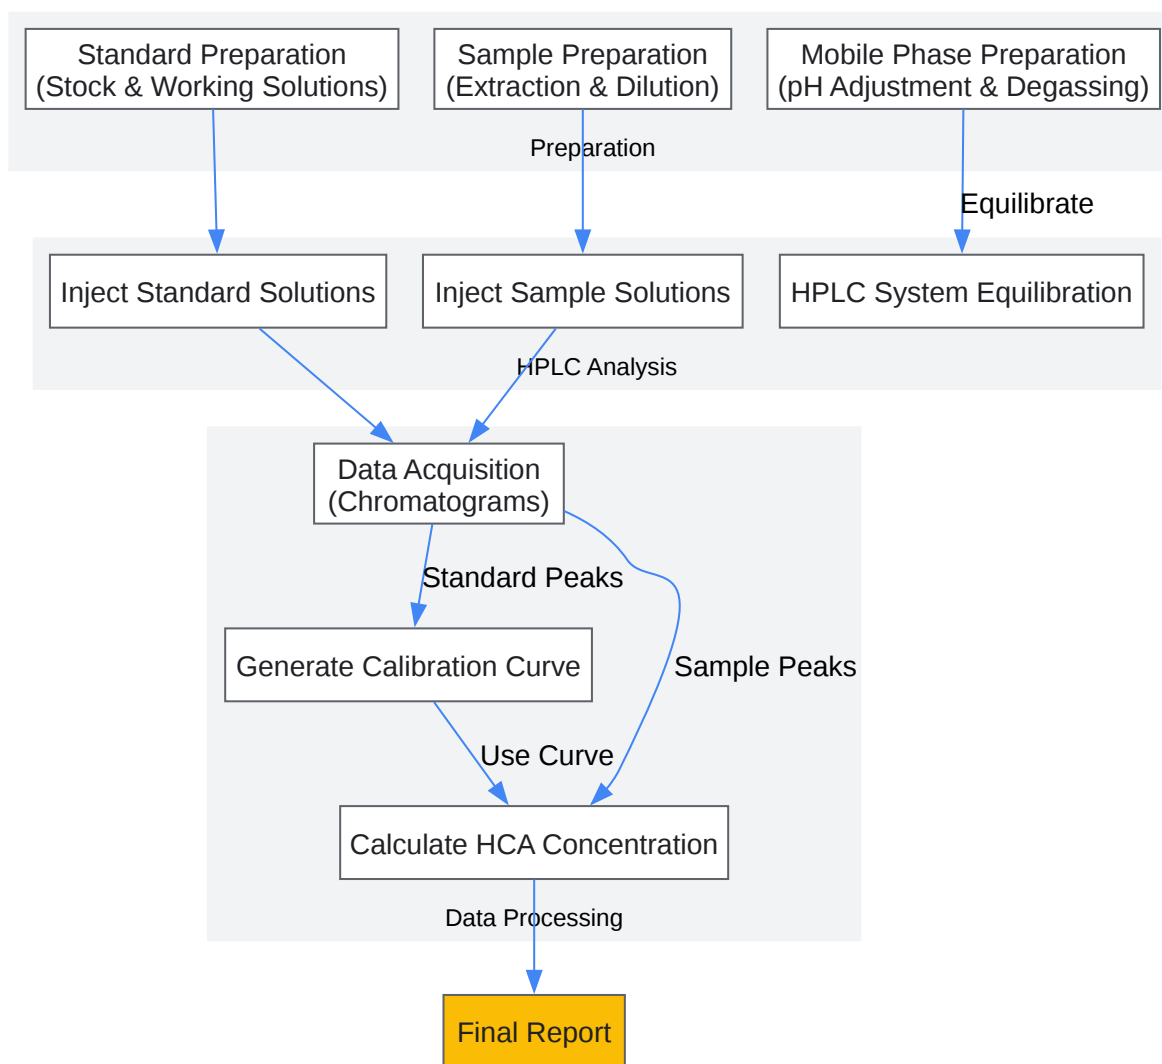 Standard Preparation
(Stock & Working Solutions)
Sample Preparation
(Extraction & Dilution)
Mobile Phase Preparation
(pH Adjustment & Degassing)
Preparation
Equilibrate
Inject Standard Solutions
Inject Sample Solutions
HPLC System Equilibration
HPLC Analysis
Data Acquisition
(Chromatograms)
Standard Peaks
Generate Calibration Curve
Sample Peaks
Use Curve
Calculate HCA Concentration
Data Processing
Final Report